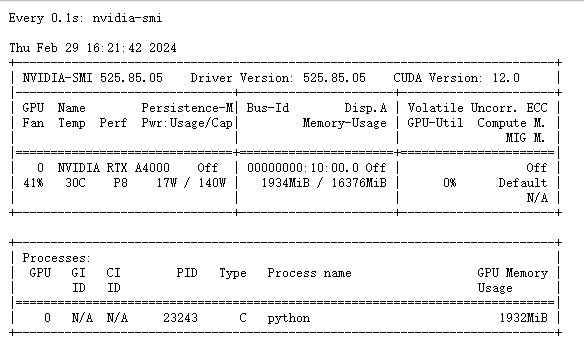 Every 0.1s: nvidia-smi
Thu Feb 29 16:21:42 2024
NVIDIA-SMI 525.85.05 Driver Version: 525.85.05 CUDA Version: 12.0
GPU Name Persistence-M| Bus-Id Disp.A | Volatile Uncorr. ECC
Fan Temp Perf Pwr:Usage/Cap| Memory-Usage | GPU-Util Compute M.
MIG M.
0 NVIDIA RTX A4000 Off | 00000000:10:00.0 Off | Off
41% 30C P8 17W / 140W | 1934MiB / 16376MiB | 0% Default
N/A
Processes:
GPU GI CI PID Type Process name GPU Memory
ID ID Usage
0 N/A N/A 23243 C python 1932MiB